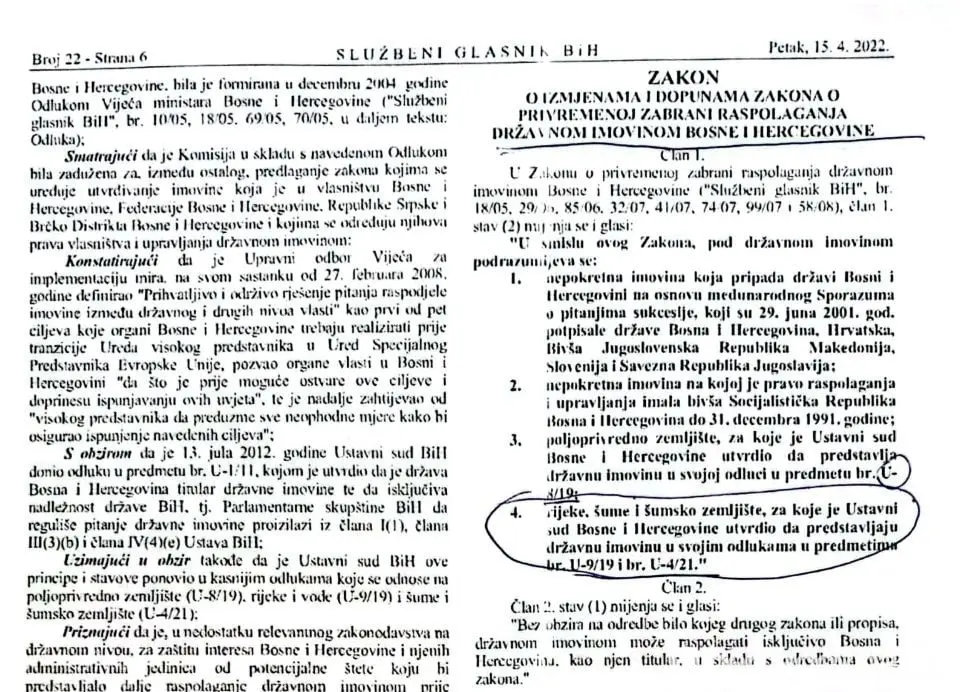 Broj 22 - Strana 6
SLUŽBENI GLASNIK BiH
Petak, 15. 4. 2022.
Bosne i Hercegovine, bila je formirana u decembru 2004. godine
Odlukom Vijeća ministara Bosne i Hercegovine ("Službeni
glasnik BiH", br. 10/05, 18/05, 69/05, 70/05, u daljem tekstu:
Odluka);
Smatrajući da je Komisija u skladu s navedenom Odlukom
bila zadužena za, između ostalog, predlaganje zakona kojima se
uređuje utvrđivanje imovine koja je u vlasništvu Bosne i
Hercegovine, Federacije Bosne i Hercegovine, Republike Srpske i
Brčko Distrikta Bosne i Hercegovine i kojima se određuju njihova
prava vlasništva i upravljanja državnom imovinom;
Konstatirajući da je Upravni odbor Vijeća za
implementaciju mira, na svom sastanku od 27. februara 2008.
godine definirao "Prihvatljivo i održivo rješenje pitanja raspodjele
imovine između državnog i drugih nivoa vlasti" kao prvi od pet
ciljeva koje organi Bosne i Hercegovine trebaju realizirati prije
tranzicije Ureda visokog predstavnika u Ured Specijalnog
Predstavnika Evropske Unije, pozvao organe vlasti u Bosni i
Hercegovini "da što je prije moguće ostvare ove ciljeve i
doprinesu ispunjavanju ovih uvjeta", te je nadalje zahtijevao od
"visokog predstavnika da preduzme sve neophodne mjere kako bi
osigurao ispunjenje navedenih ciljeva";
S obzirom da je 13. jula 2012. godine Ustavni sud BiH
donio odluku u predmetu br. U-1/11, kojom je utvrdio da je država
Bosna i Hercegovina titular državne imovine te da isključiva
nadležnost države BiH, tj. Parlamentarne skupštine BiH da
reguliše pitanje državne imovine, proizilazi iz člana I(1), člana
III(3)(b) i člana IV(4)(e) Ustava BiH;
Uzimajući u obzir takođe da je Ustavni sud BiH ove
principe i stavove ponovio u kasnijim odlukama koje se odnose na
poljoprivredno zemljište (U-8/19), rijeke i vode (U-9/19) i šume i
šumsko zemljište (U-4/21);
Priznajući da je, u nedostatku relevantnog zakonodavstva na
državnom nivou, za zaštitu interesa Bosne i Hercegovine i njenih
administrativnih jedinica od potencijalne štete koju bi
predstavljalo dalje raspolaganje državnom imovinom prije
ZAKON
O IZMJENAMA I DOPUNAMA ZAKONA O
PRIVREMENOJ ZABRANI RASPOLAGANJA
DRŽAVNOM IMOVINOM BOSNE I HERCEGOVINE
Član 1.
U Zakonu o privremenoj zabrani raspolaganja državnom
imovinom Bosne i Hercegovine ("Službeni glasnik BiH", br.
18/05, 85/06, 32/07, 41/07, 74/07, 99/07 i 58/08), član 1.
stav (2) mijenja se i glasi:
"U smislu ovog Zakona, pod državnom imovinom
podrazumijeva se:
1. nepokretna imovina koja pripada državi Bosni i
Hercegovini na osnovu međunarodnog Sporazuma
o pitanjima sukcesije, koji su 29. juna 2001. god.
potpisale države Bosna i Hercegovina, Hrvatska,
Bivša Jugoslovenska Republika Makedonija,
Slovenija i Savezna Republika Jugoslavija;
2. nepokretna imovina na kojoj je pravo raspolaganja
i upravljanja imala bivša Socijalistička Republika
Bosna i Hercegovina do 31. decembra 1991. godine;
3. poljoprivredno zemljište, za koje je Ustavni sud
Bosne i Hercegovine utvrdio da predstavlja
državnu imovinu u svojoj odluci u predmetu br. U-
8/19;
4. rijeke, šume i šumsko zemljište, za koje je Ustavni
sud Bosne i Hercegovine utvrdio da predstavljaju
državnu imovinu u svojim odlukama u predmetima
br. U-9/19 i br. U-4/21."
Član 2.
Član 2. stav (1) mijenja se i glasi:
"Bez obzira na odredbe bilo kojeg drugog zakona ili propisa,
državnom imovinom može raspolagati isključivo Bosna i
Hercegovina, kao njen titular, u skladu s odredbama ovog
zakona."